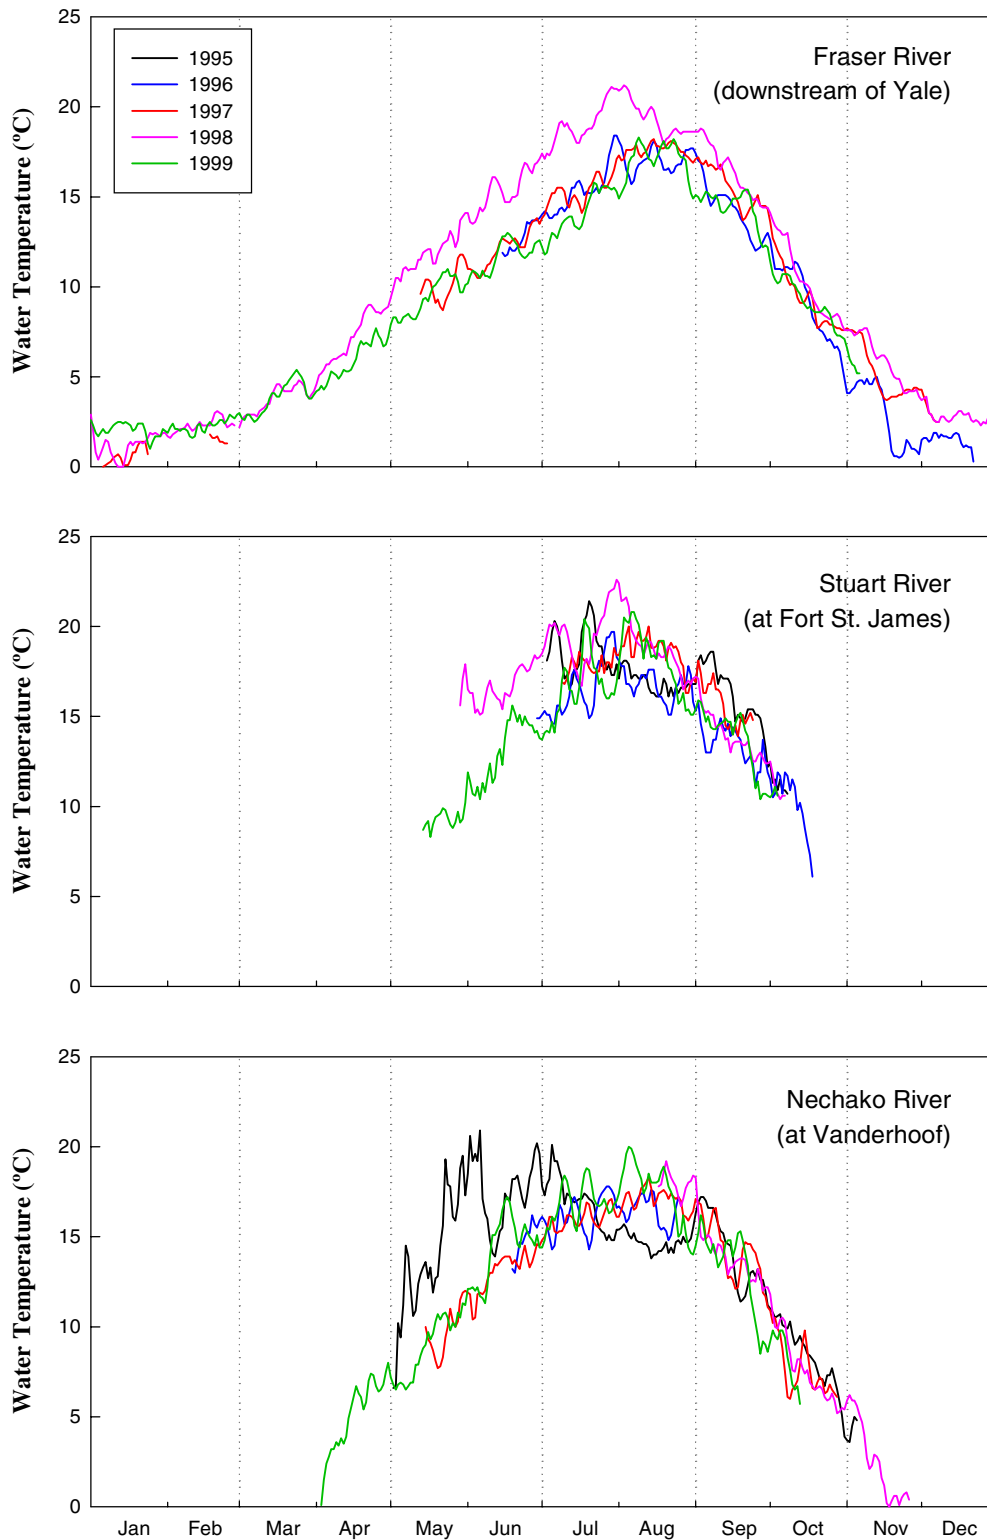 25
20
15
10
5
0
Water Temperature (ºC)
1995
1996
1997
1998
1999
Fraser River
(downstream of Yale)
25
20
15
10
5
0
Water Temperature (ºC)
Stuart River
(at Fort St. James)
25
20
15
10
5
0
Water Temperature (ºC)
Nechako River
(at Vanderhoof)
Jan Feb Mar Apr May Jun Jul Aug Sep Oct Nov Dec